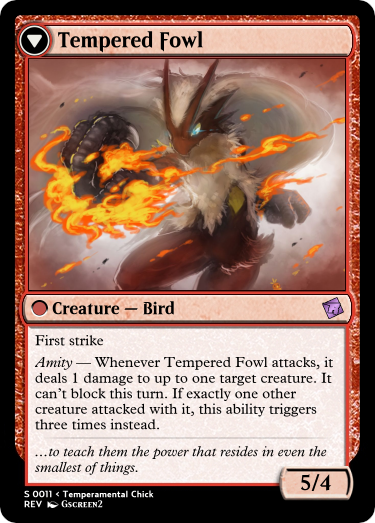 Tempered Fowl
Creature — Bird
First strike
Amity — Whenever Tempered Fowl attacks, it
deals 1 damage to up to one target creature. It
can't block this turn. If exactly one other
creature attacked with it, this ability triggers
three times instead.
…to teach them the power that resides in even the
smallest of things.
5/4
S 0011 < Temperamental Chick
REV Gscreen2